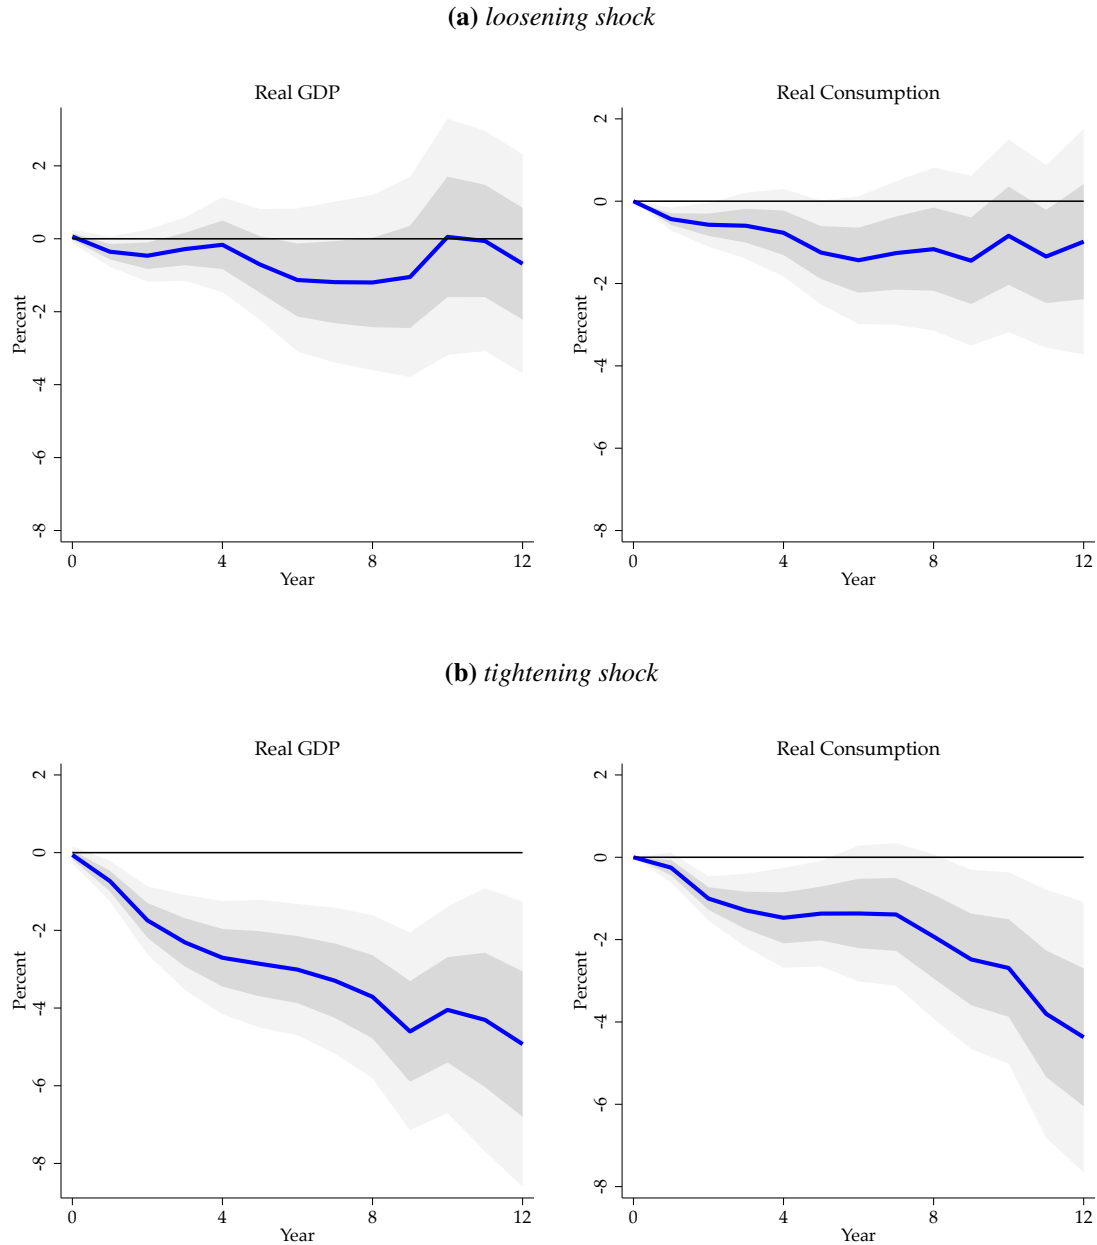 (a) loosening shock
Real GDP
Percent
2
0
-2
-4
-6
-8
0 4 8 12
Year
Real Consumption
Percent
2
0
-2
-4
-6
-8
0 4 8 12
Year
(b) tightening shock
Real GDP
Percent
2
0
-2
-4
-6
-8
0 4 8 12
Year
Real Consumption
Percent
2
0
-2
-4
-6
-8
0 4 8 12
Year